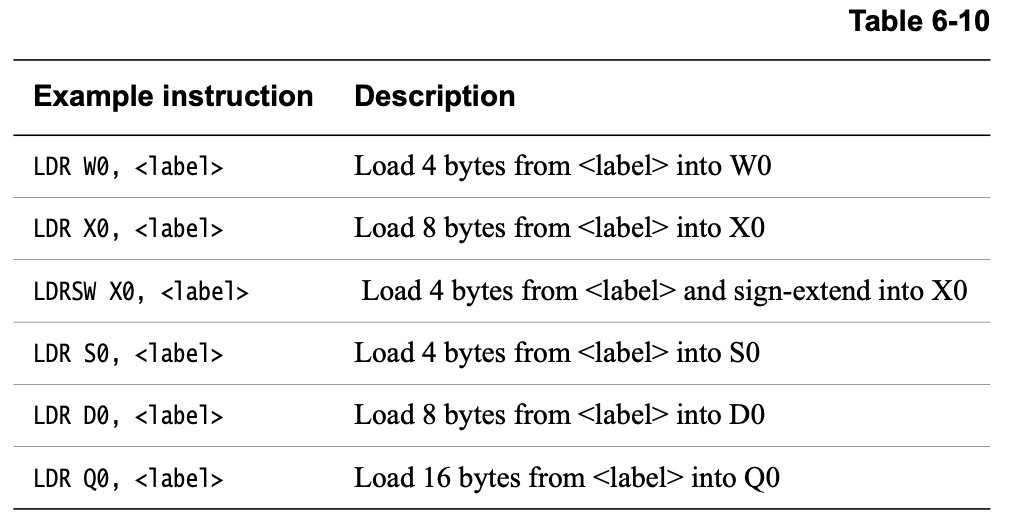 Table 6-10
Example instruction Description
LDR W0, <label> Load 4 bytes from <label> into W0
LDR X0, <label> Load 8 bytes from <label> into X0
LDRSW X0, <label> Load 4 bytes from <label> and sign-extend into X0
LDR S0, <label> Load 4 bytes from <label> into S0
LDR D0, <label> Load 8 bytes from <label> into D0
LDR Q0, <label> Load 16 bytes from <label> into Q0